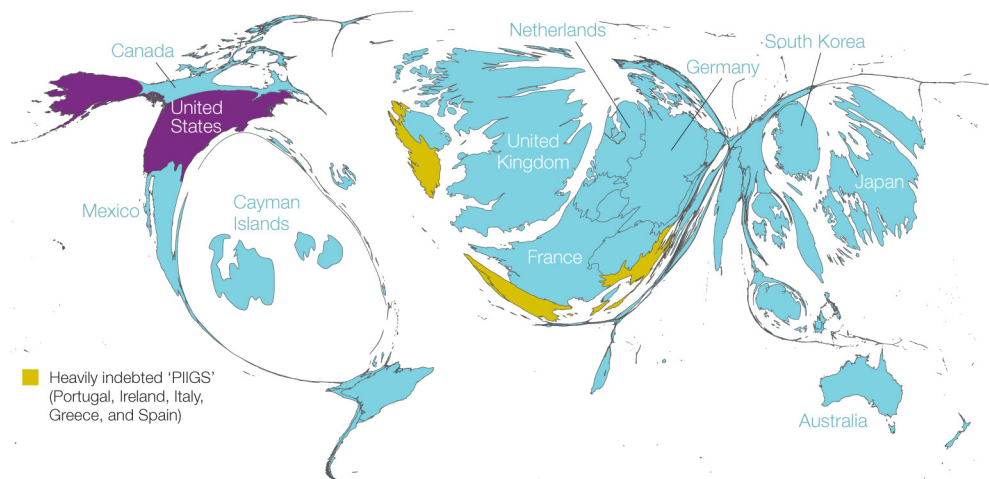 Netherlands
South Korea
Canada
Germany
United
States
United
Kingdom
Japan
Mexico
Cayman
Islands
France
Heavily indebted ‘PIIGS’
(Portugal, Ireland, Italy,
Greece, and Spain)
Australia